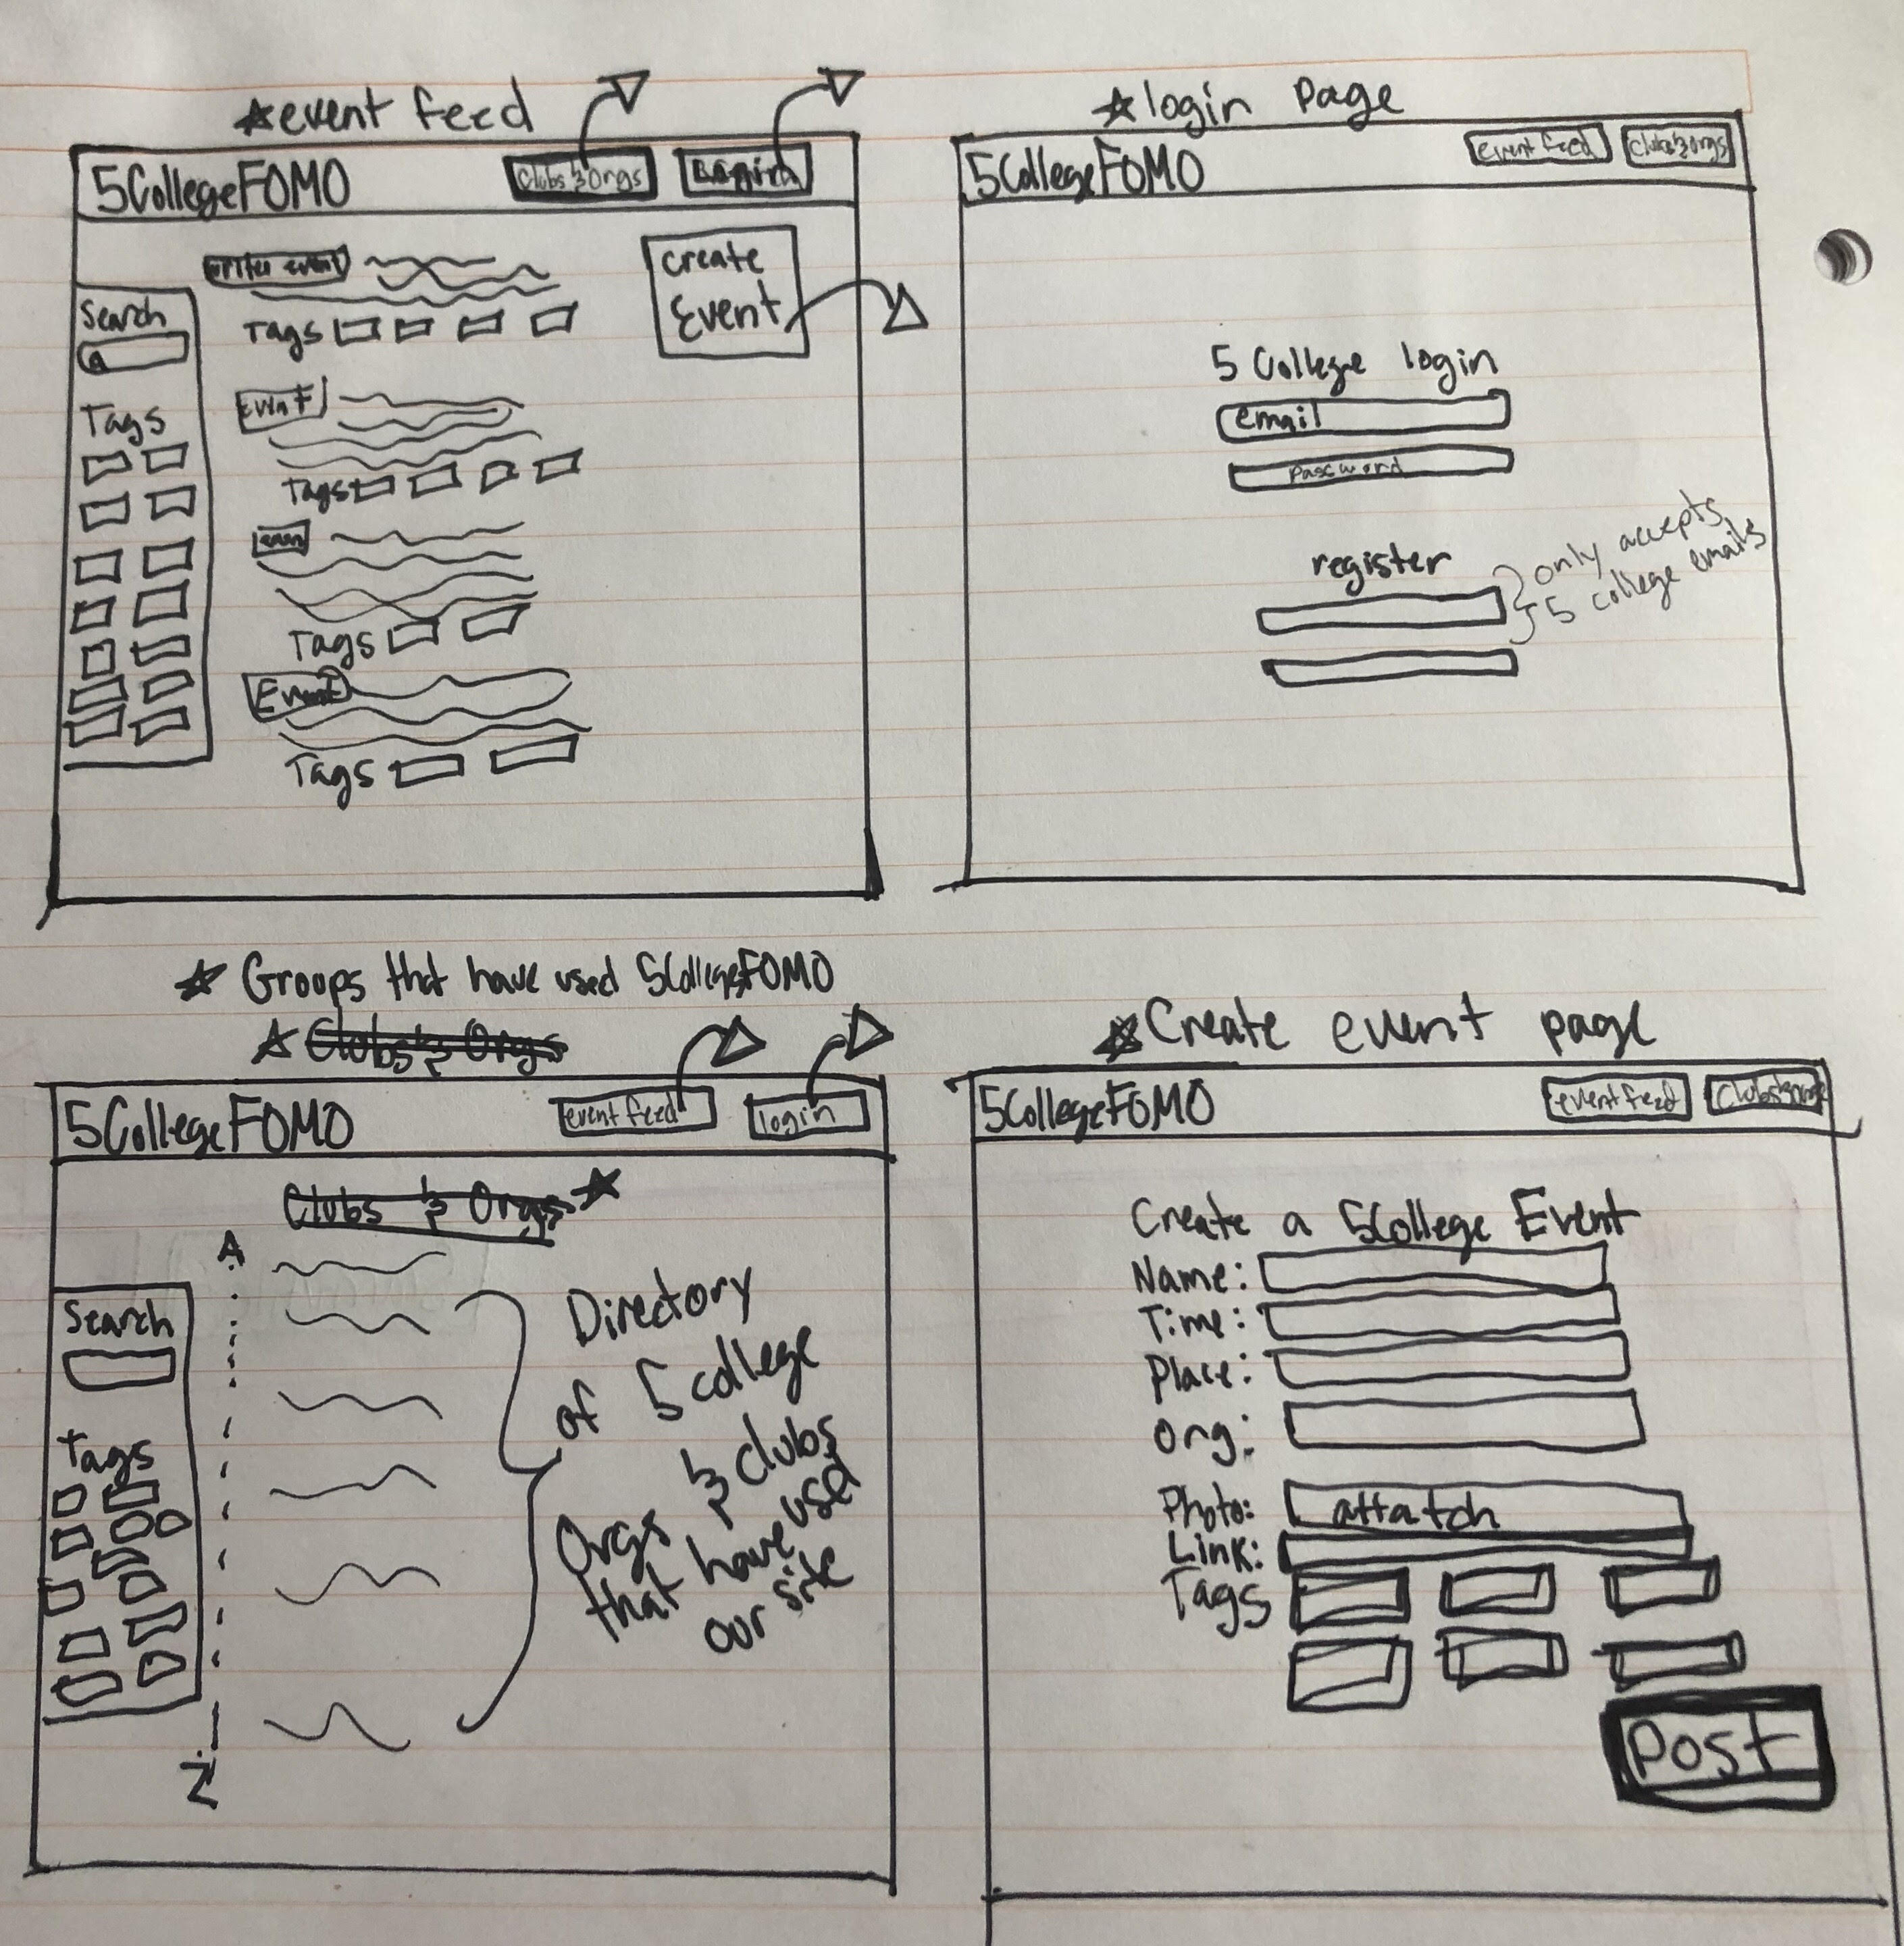 event feed
5CollegeFOMO
Clubs & Orgs
Login
event
create
Event
Search
Tags
Tags
Event
Tags
Tags
Event
Tags
login page
5CollegeFOMO
event feed
clubs & orgs
5 College login
email
password
register
only accepts
5 college emails
Groups that have used 5CollegeFOMO
Clubs & Orgs
5CollegeFOMO
event feed
login
Clubs & Orgs
A
Z
Search
Tags
Directory
of 5 college
Orgs & clubs
that have used
our site
Create event page
5CollegeFOMO
event feed
Clubs & orgs
Create a 5College Event
Name:
Time:
Place:
Org:
Photo: attatch
Link:
Tags
Post